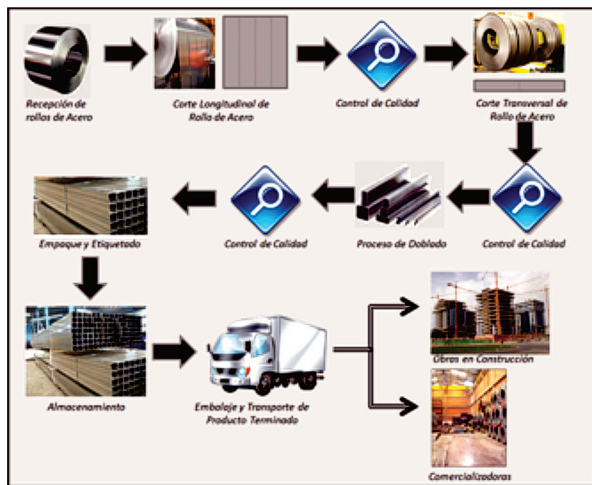 Recepción de
rollos de Acero
Corte Longitudinal de
Rollo de Acero
Control de Calidad
Corte Transversal de
Rollo de Acero
Empaque y Etiquetado
Control de Calidad
Proceso de Doblado
Control de Calidad
Obras en Construcción
Almacenamiento
Embalaje y Transporte de
Producto Terminado
Comercializadoras